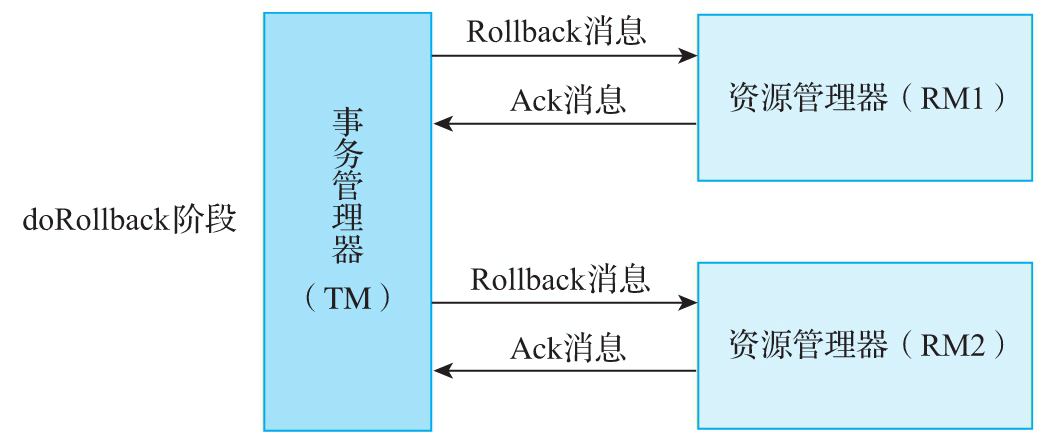 doRollback阶段
事务管理器
（TM）
Rollback消息
Ack消息
资源管理器（RM1）
Rollback消息
Ack消息
资源管理器（RM2）